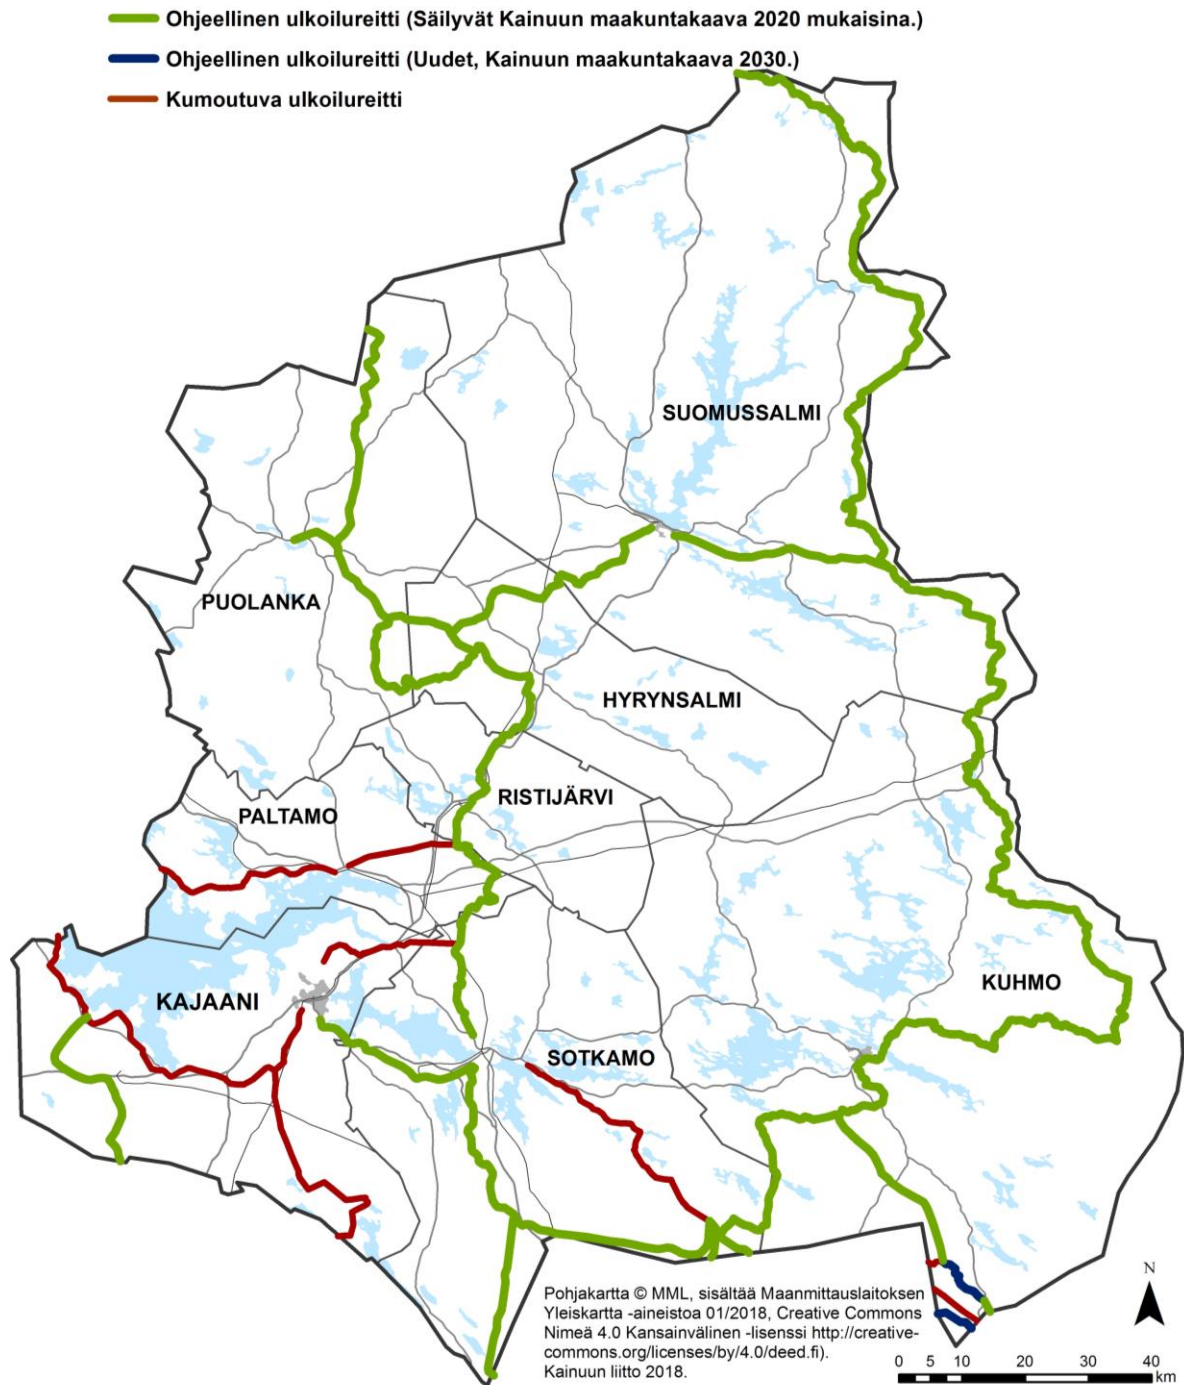 Ohjeellinen ulkoilureitti (Säilyvät Kainuun maakuntakaava 2020 mukaisina.)
Ohjeellinen ulkoilureitti (Uudet, Kainuun maakuntakaava 2030.)
Kumoutuva ulkoilureitti
SUOMUSSALMI
PUOLANKA
HYRYNSALMI
RISTIJÄRVI
PALTAMO
KUHMO
KAJAANI
SOTKAMO
N
Pohjakartta © MML, sisältää Maanmittauslaitoksen
Yleiskartta -aineistoa 01/2018, Creative Commons
Nimeä 4.0 Kansainvälinen -lisenssi http://creative-
commons.org/licenses/by/4.0/deed.fi).
Kainuun liitto 2018.
0 5 10 20 30 40
km